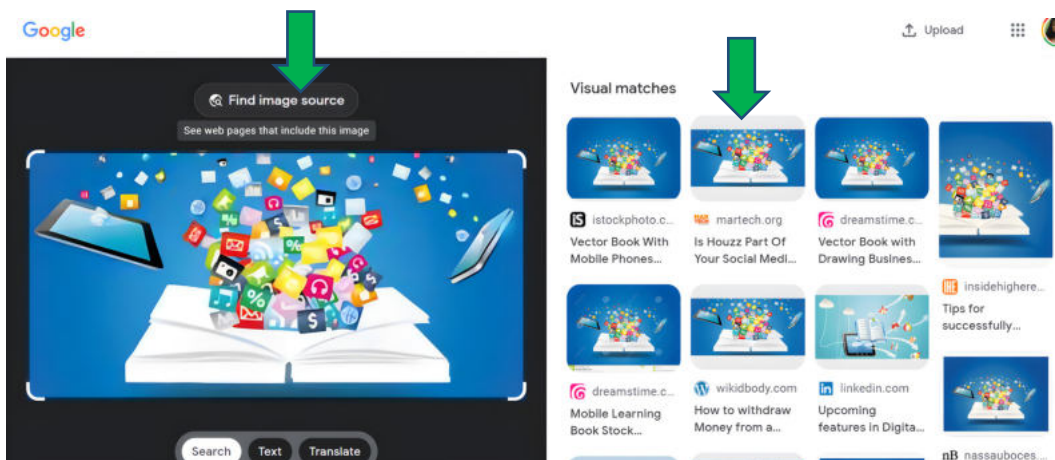 Google
Upload
Find image source
See web pages that include this image
Search
Text
Translate
Visual matches
istockphoto.c...
Vector Book With
Mobile Phones...
martech.org
Is Houzz Part Of
Your Social Medi...
dreamstime.c...
Vector Book with
Drawing Busines...
insidehighere...
Tips for
successfully...
dreamstime.c...
Mobile Learning
Book Stock...
wikidbody.com
How to withdraw
Money from a...
linkedin.com
Upcoming
features in Digita...
nassauboces....